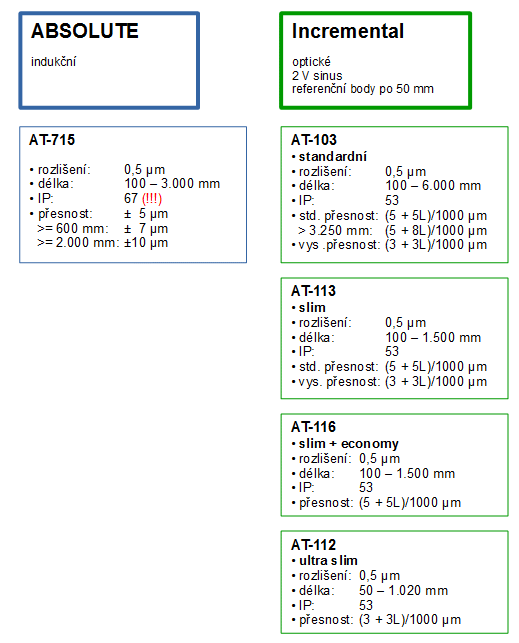 ABSOLUTE
indukční
AT-715
• rozlišení: 0,5 µm
• délka: 100 – 3.000 mm
• IP: 67 (!!!)
• přesnost: ± 5 µm
>= 600 mm: ± 7 µm
>= 2.000 mm: ±10 µm
Incremental
optické
2 V sinus
referenční body po 50 mm
AT-103
• standardní
• rozlišení: 0,5 µm
• délka: 100 – 6.000 mm
• IP: 53
• std. přesnost: (5 + 5L)/1000 µm
> 3.250 mm: (5 + 8L)/1000 µm
• vys .přesnost: (3 + 3L)/1000 µm
AT-113
• slim
• rozlišení: 0,5 µm
• délka: 100 – 1.500 mm
• IP: 53
• std. přesnost: (5 + 5L)/1000 µm
• vys. přesnost: (3 + 3L)/1000 µm
AT-116
• slim + economy
• rozlišení: 0,5 µm
• délka: 100 – 1.500 mm
• IP: 53
• přesnost: (5 + 5L)/1000 µm
AT-112
• ultra slim
• rozlišení: 0,5 µm
• délka: 50 – 1.020 mm
• IP: 53
• přesnost: (3 + 3L)/1000 µm